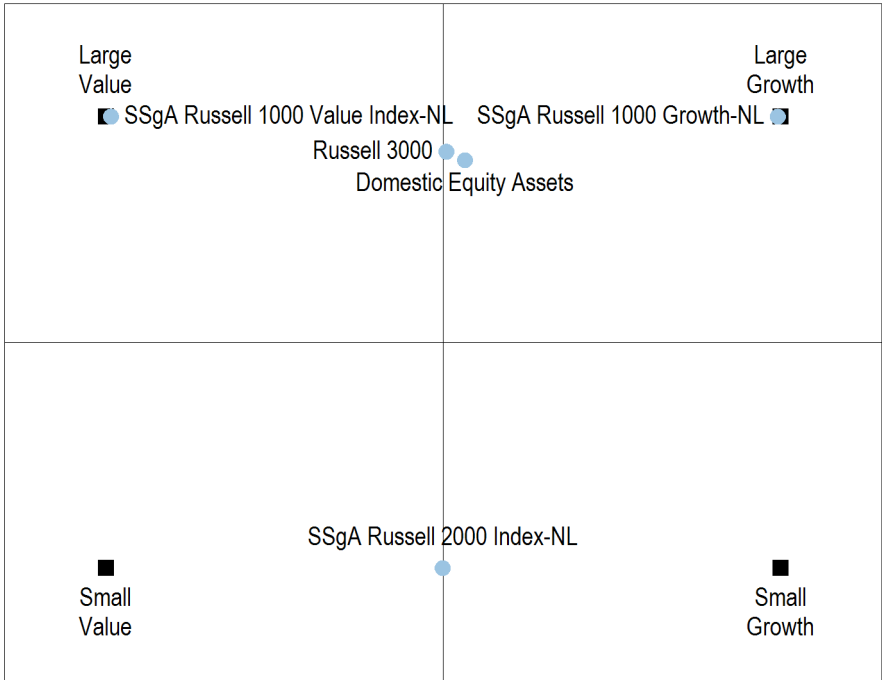 Large
Value
Large
Growth
SSgA Russell 1000 Value Index-NL
SSgA Russell 1000 Growth-NL
Russell 3000
Domestic Equity Assets
SSgA Russell 2000 Index-NL
Small
Value
Small
Growth